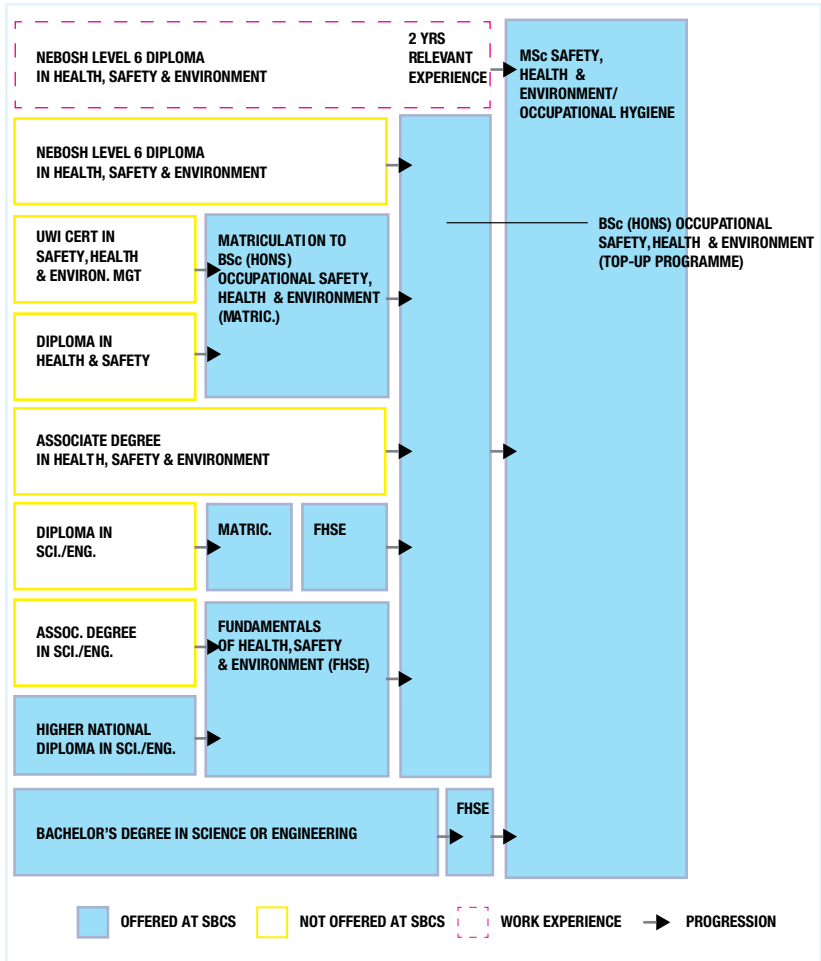 NEBOSH LEVEL 6 DIPLOMA
IN HEALTH, SAFETY & ENVIRONMENT
2 YRS
RELEVANT
EXPERIENCE
MSc SAFETY,
HEALTH &
ENVIRONMENT/
OCCUPATIONAL HYGIENE
NEBOSH LEVEL 6 DIPLOMA
IN HEALTH, SAFETY & ENVIRONMENT
UWI CERT IN
SAFETY, HEALTH
& ENVIRON. MGT
MATRICULATION TO
BSc (HONS)
OCCUPATIONAL SAFETY,
HEALTH & ENVIRONMENT
(MATRIC.)
BSc (HONS) OCCUPATIONAL
SAFETY, HEALTH & ENVIRONMENT
(TOP-UP PROGRAMME)
DIPLOMA IN
HEALTH & SAFETY
ASSOCIATE DEGREE
IN HEALTH, SAFETY & ENVIRONMENT
DIPLOMA IN
SCI./ENG.
MATRIC.
FHSE
ASSOC. DEGREE
IN SCI./ENG.
FUNDAMENTALS
OF HEALTH, SAFETY
& ENVIRONMENT (FHSE)
HIGHER NATIONAL
DIPLOMA IN SCI./ENG.
BACHELOR'S DEGREE IN SCIENCE OR ENGINEERING
FHSE
OFFERED AT SBCS
NOT OFFERED AT SBCS
WORK EXPERIENCE
PROGRESSION